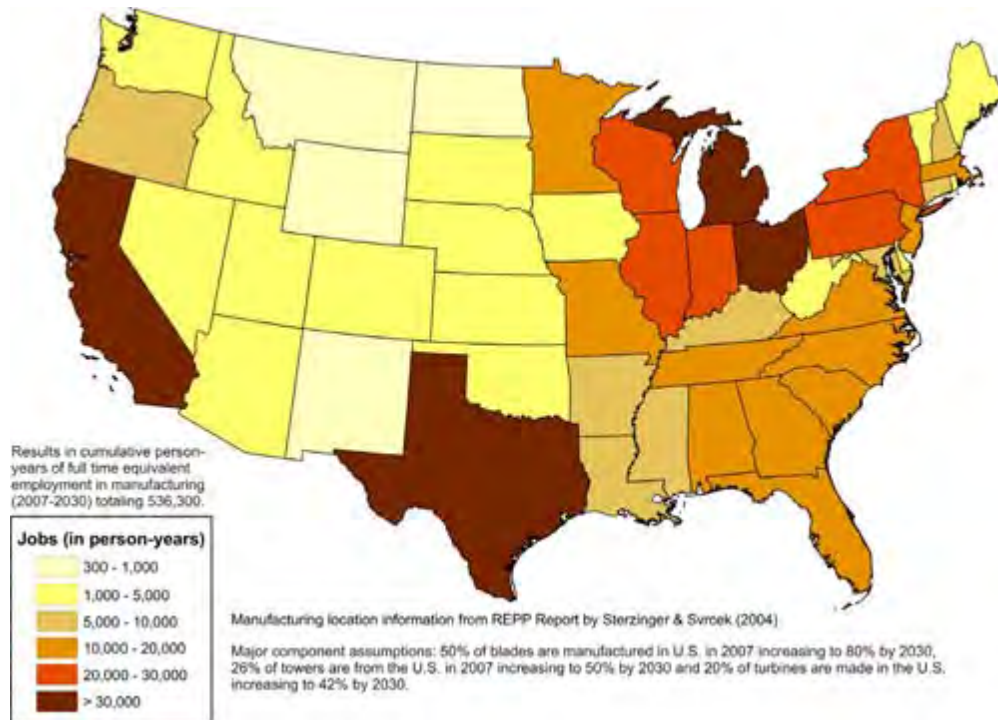 Results in cumulative person-
years of full time equivalent
employment in manufacturing
(2007-2030) totaling 536,300.
Jobs (in person-years)
300 - 1,000
1,000 - 5,000
5,000 - 10,000
10,000 - 20,000
20,000 - 30,000
> 30,000
Manufacturing location information from REPP Report by Sterzinger & Svrcek (2004)
Major component assumptions: 50% of blades are manufactured in U.S. in 2007 increasing to 80% by 2030,
26% of towers are from the U.S. in 2007 increasing to 50% by 2030 and 20% of turbines are made in the U.S.
increasing to 42% by 2030.